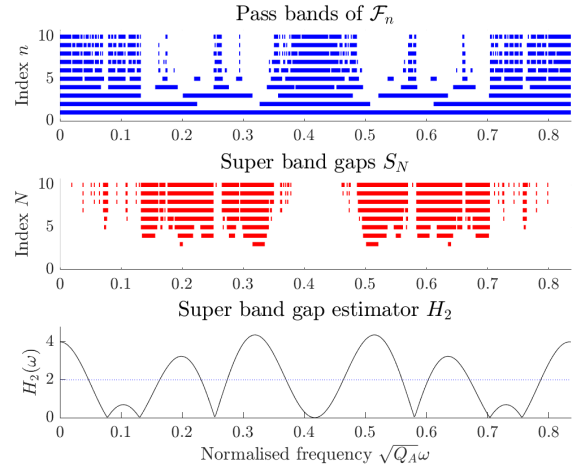 Pass bands of $\mathcal{F}_n$
Index $n$
10
5
0
0 0.1 0.2 0.3 0.4 0.5 0.6 0.7 0.8
Super band gaps $S_N$
Index $N$
10
5
0
0 0.1 0.2 0.3 0.4 0.5 0.6 0.7 0.8
Super band gap estimator $H_2$
$H_2(\omega)$
4
2
0
0 0.1 0.2 0.3 0.4 0.5 0.6 0.7 0.8
Normalised frequency $\sqrt{Q_A}\omega$